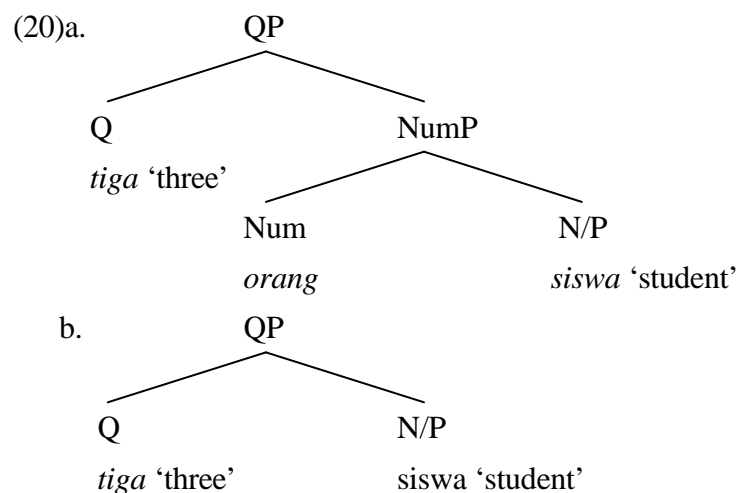 (20)a. QP
Q NumP
tiga ‘three’
Num N/P
orang siswa ‘student’
b. QP
Q N/P
tiga ‘three’ siswa ‘student’